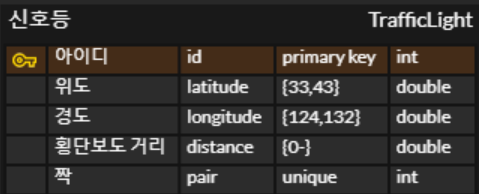 신호등 TrafficLight
아이디 id primary key int
위도 latitude {33,43} double
경도 longitude {124,132} double
횡단보도 거리 distance {0-} double
짝 pair unique int